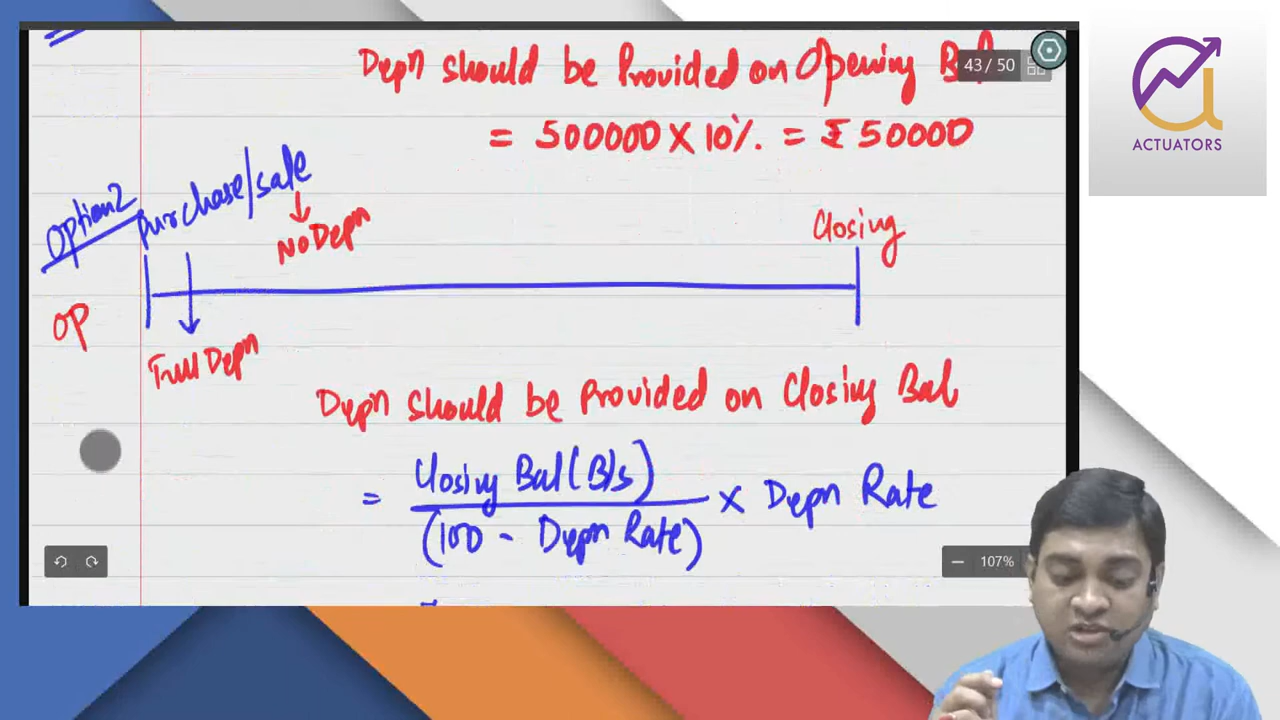 Depn should be Provided on Opening Bal
43 / 50
= 500000 X 10%. = ₹ 50000
Option2
Purchase/sale
No Depn
Closing
OP
Full Depn
Depn should be Provided on Closing Bal
= Closing Bal (B/s) / (100 - Depn Rate) X Depn Rate
107%
ACTUATORS